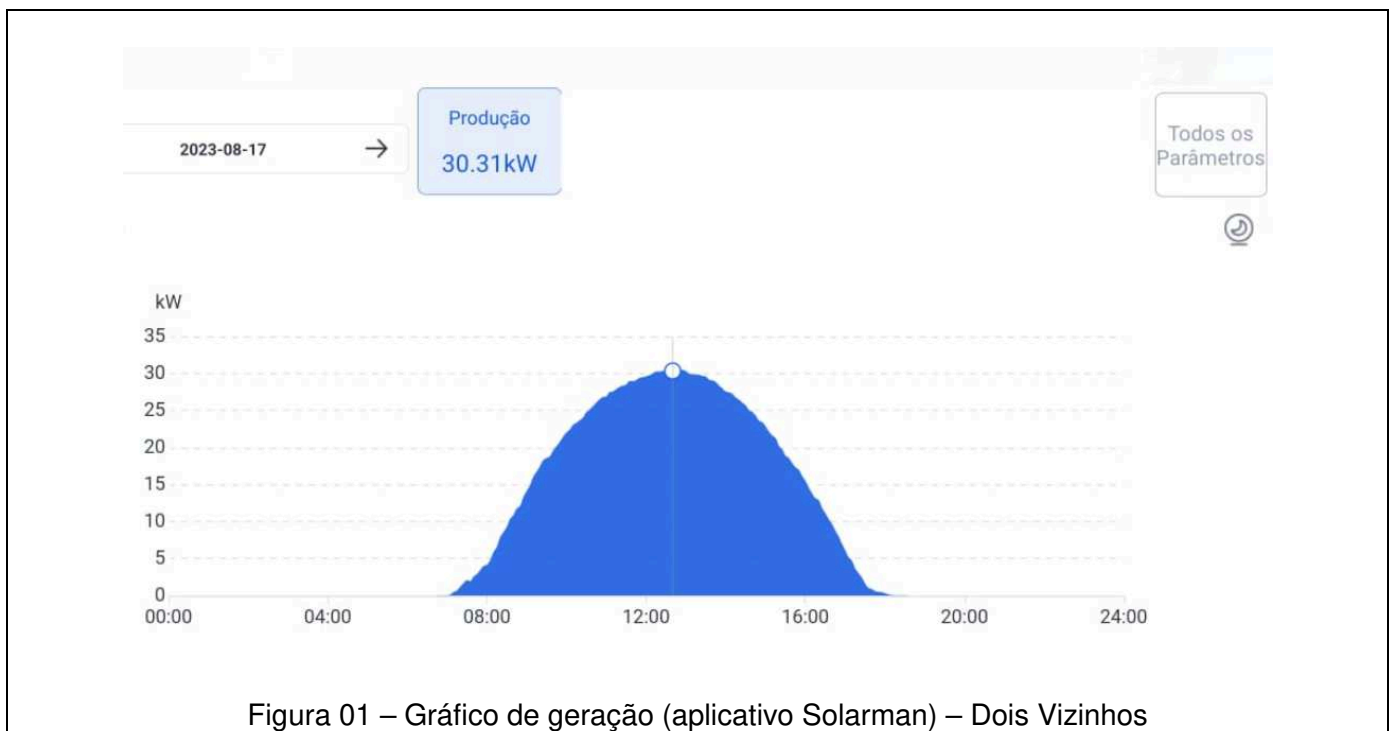 Produção
2023-08-17
30.31kW
Todos os
Parâmetros
kW
35
30
25
20
15
10
5
0
00:00 04:00 08:00 12:00 16:00 20:00 24:00
Figura 01 – Gráfico de geração (aplicativo Solarman) – Dois Vizinhos